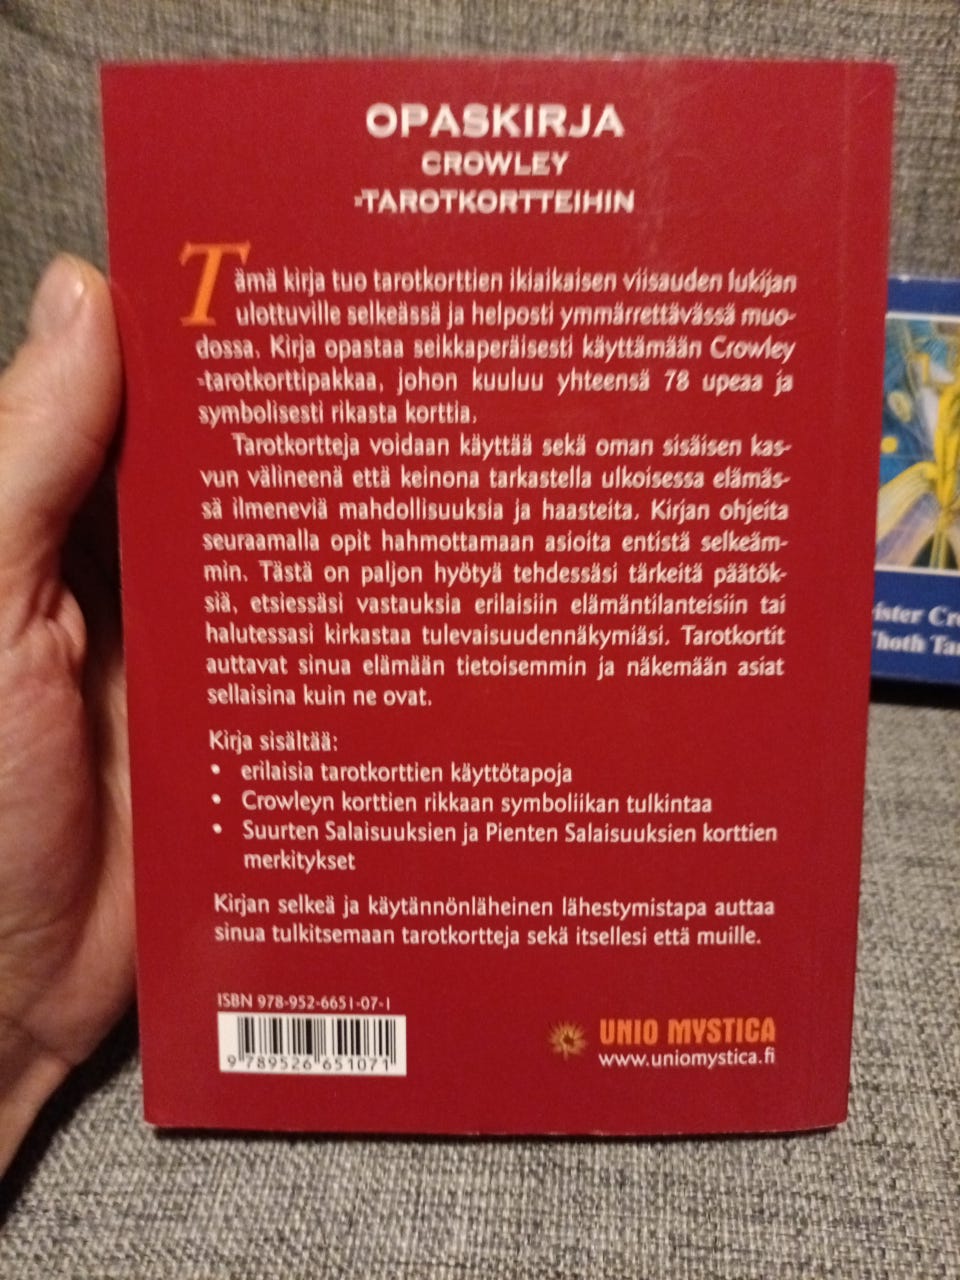 OPASKIRJA
CROWLEY
-TAROTKORTTEIHIN
Tämä kirja tuo tarotkorttien ikiaikaisen viisauden lukijan
ulottuville selkeässä ja helposti ymmärrettävässä muo-
dossa. Kirja opastaa seikkaperäisesti käyttämään Crowley
-tarotkorttipakkaa, johon kuuluu yhteensä 78 upeaa ja
symbolisesti rikasta korttia.
Tarotkortteja voidaan käyttää sekä oman sisäisen kas-
vun välineenä että keinona tarkastella ulkoisessa elämäs-
sä ilmeneviä mahdollisuuksia ja haasteita. Kirjan ohjeita
seuraamalla opit hahmottamaan asioita entistä selkeäm-
min. Tästä on paljon hyötyä tehdessäsi tärkeitä päätök-
siä, etsiessäsi vastauksia erilaisiin elämäntilanteisiin tai
halutessasi kirkastaa tulevaisuudennäkymiäsi. Tarotkortit
auttavat sinua elämään tietoisemmin ja näkemään asiat
sellaisina kuin ne ovat.
Kirja sisältää:
• erilaisia tarotkorttien käyttötapoja
• Crowleyn korttien rikkaan symboliikan tulkintaa
• Suurten Salaisuuksien ja Pienten Salaisuuksien korttien
merkitykset
Kirjan selkeä ja käytännönläheinen lähestymistapa auttaa
sinua tulkitsemaan tarotkortteja sekä itsellesi että muille.
ISBN 978-952-6651-07-1
9 789526 651071
UNIO MYSTICA
www.uniomystica.fi
ister Cr
hoth Ta